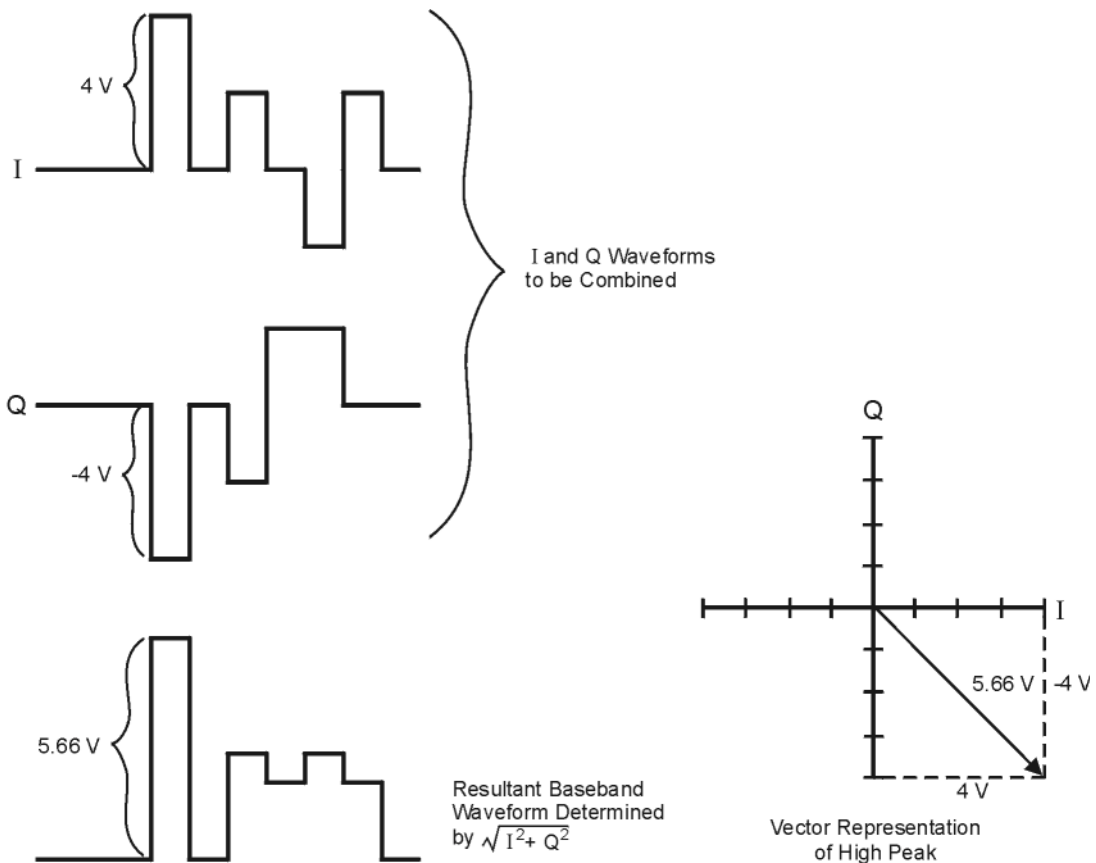 4 V
I
I and Q Waveforms
to be Combined
Q
-4 V
Q
I
5.66 V
-4 V
4 V
5.66 V
Resultant Baseband
Waveform Determined
by √I²+ Q²
Vector Representation
of High Peak